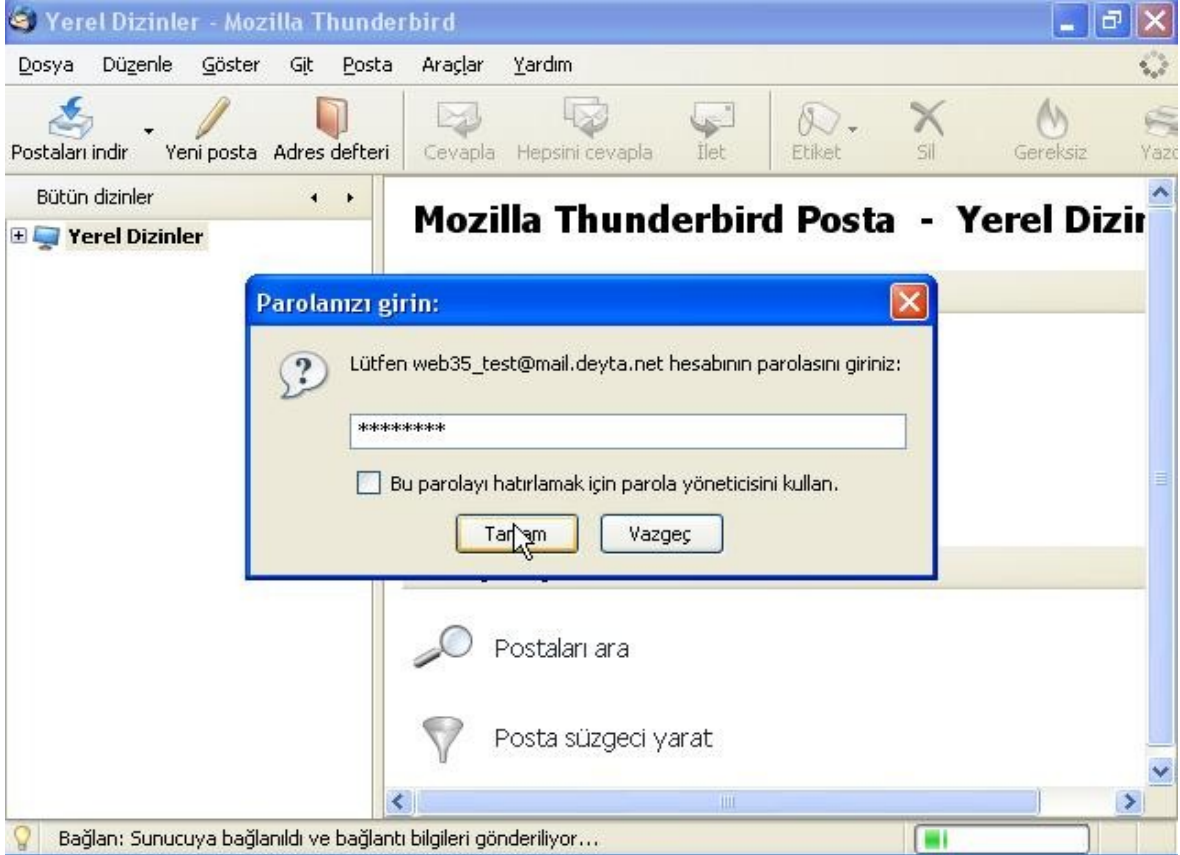 Yerel Dizinler - Mozilla Thunderbird
Dosya Düzenle Göster Git Posta Araçlar Yardım
Postaları indir Yeni posta Adres defteri Cevapla Hepsini cevapla İlet Etiket Sil Gereksiz Yazd
Bütün dizinler
Yerel Dizinler
Mozilla Thunderbird Posta - Yerel Dizin
Parolanızı girin:
Lütfen web35_test@mail.deyta.net hesabının parolasını giriniz:
********
Bu parolayı hatırlamak için parola yöneticisini kullan.
Tamam Vazgeç
Postaları ara
Posta süzgeci yarat
Bağlan: Sunucuya bağlanıldı ve bağlantı bilgileri gönderiliyor...